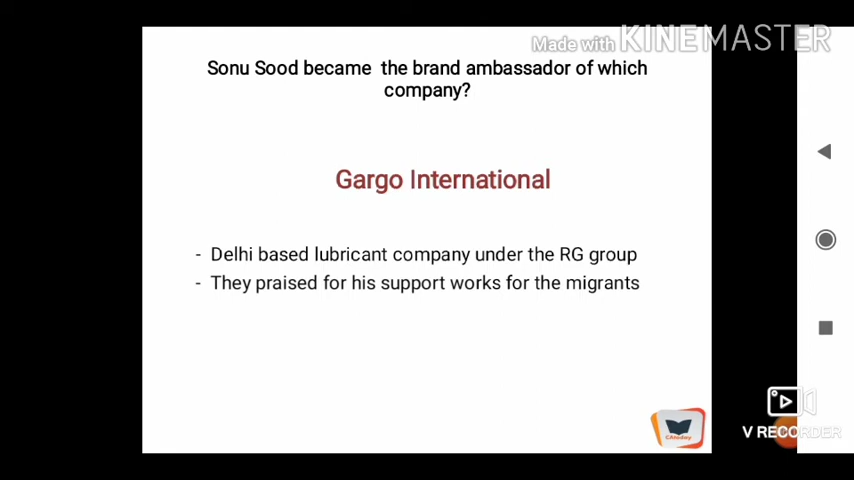 Made with KINEMASTER
Sonu Sood became the brand ambassador of which
company?
Gargo International
- Delhi based lubricant company under the RG group
- They praised for his support works for the migrants
CAtoday
V RECORDER